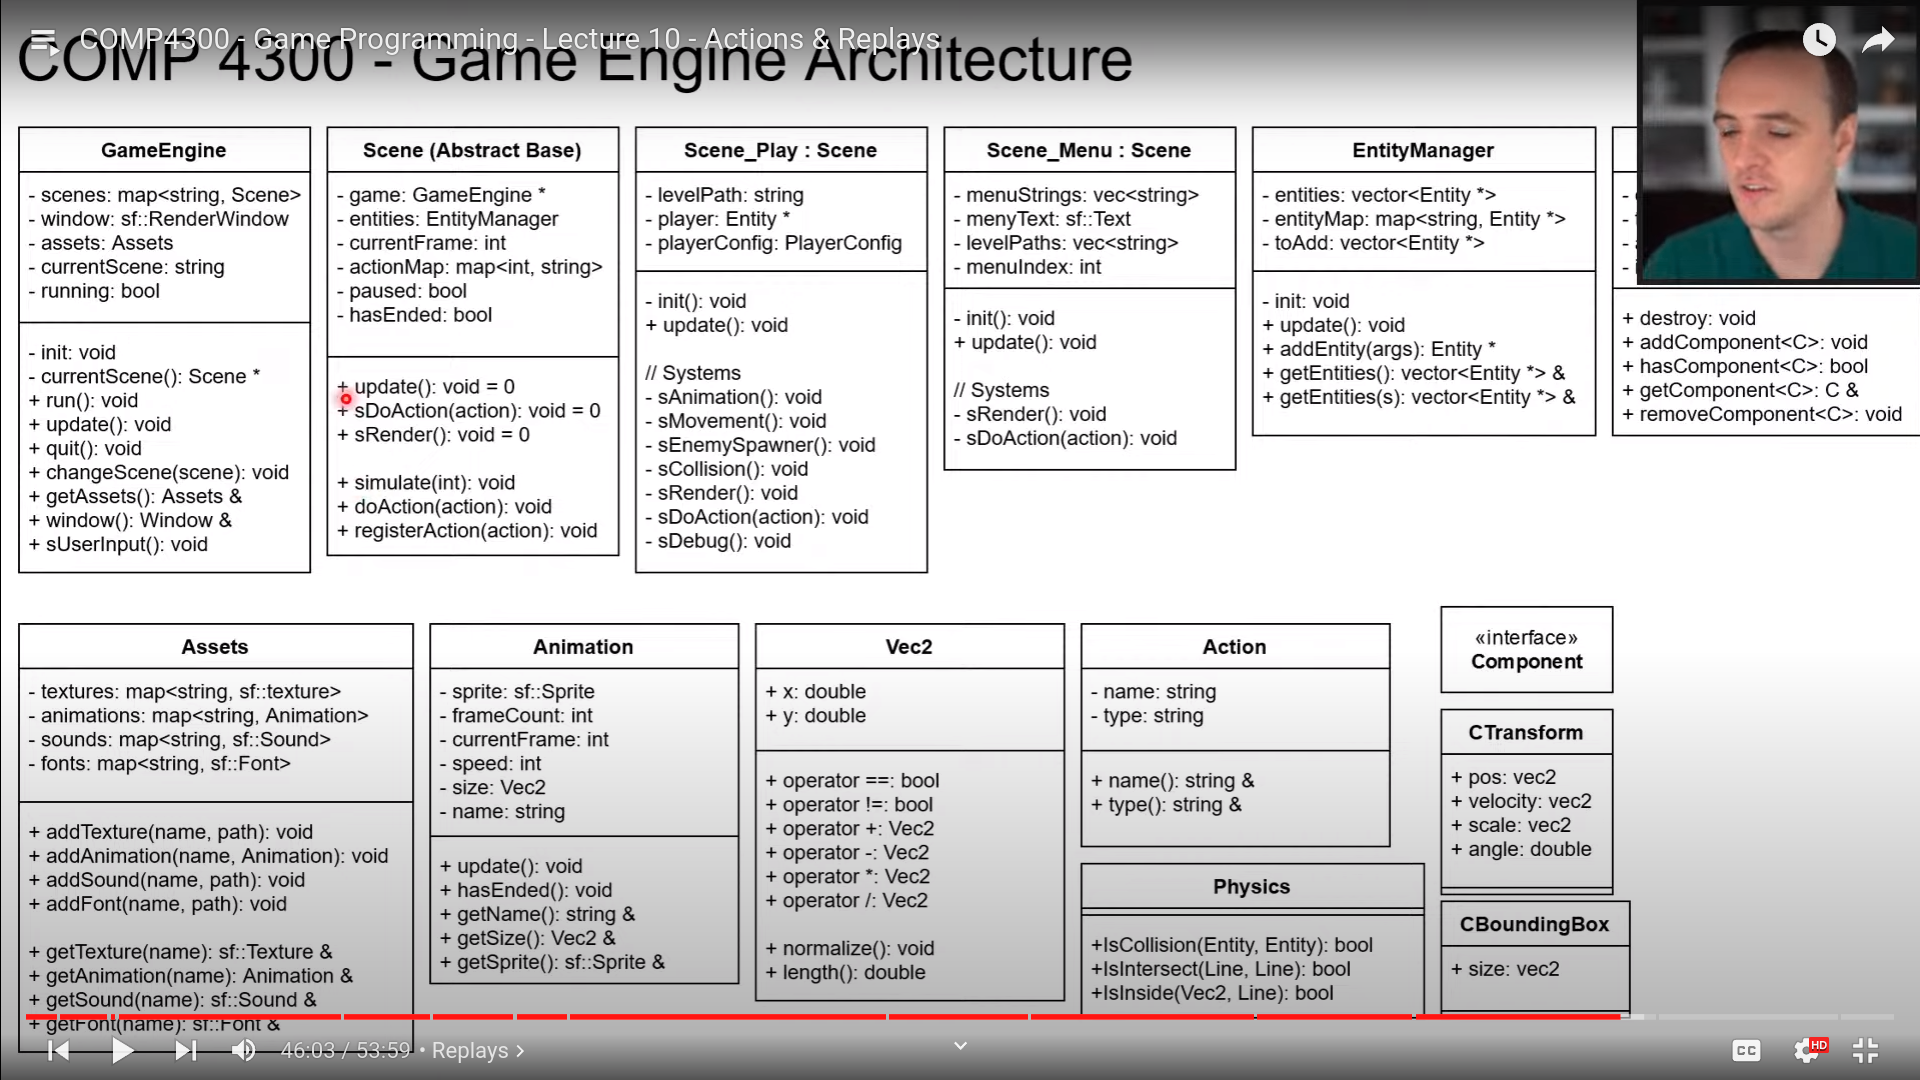 COMP4300 - Game Programming - Lecture 10 - Actions & Replays
COMP 4300 - Game Engine Architecture
GameEngine
- scenes: map<string, Scene>
- window: sf::RenderWindow
- assets: Assets
- currentScene: string
- running: bool
- init: void
- currentScene(): Scene *
+ run(): void
+ update(): void
+ quit(): void
+ changeScene(scene): void
+ getAssets(): Assets &
+ window(): Window &
+ sUserInput(): void
Scene (Abstract Base)
- game: GameEngine *
- entities: EntityManager
- currentFrame: int
- actionMap: map<int, string>
- paused: bool
- hasEnded: bool
+ update(): void = 0
+ sDoAction(action): void = 0
+ sRender(): void = 0
+ simulate(int): void
+ doAction(action): void
+ registerAction(action): void
Scene_Play : Scene
- levelPath: string
- player: Entity *
- playerConfig: PlayerConfig
- init(): void
+ update(): void
// Systems
- sAnimation(): void
- sMovement(): void
- sEnemySpawner(): void
- sCollision(): void
- sRender(): void
- sDoAction(action): void
- sDebug(): void
Scene_Menu : Scene
- menuStrings: vec<string>
- menyText: sf::Text
- levelPaths: vec<string>
- menuIndex: int
- init(): void
+ update(): void
// Systems
- sRender(): void
- sDoAction(action): void
EntityManager
- entities: vector<Entity *>
- entityMap: map<string, Entity *>
- toAdd: vector<Entity *>
- init: void
+ update(): void
+ addEntity(args): Entity *
+ getEntities(): vector<Entity *> &
+ getEntities(s): vector<Entity *> &
+ destroy: void
+ addComponent<C>: void
+ hasComponent<C>: bool
+ getComponent<C>: C &
+ removeComponent<C>: void
Assets
- textures: map<string, sf::texture>
- animations: map<string, Animation>
- sounds: map<string, sf::Sound>
- fonts: map<string, sf::Font>
+ addTexture(name, path): void
+ addAnimation(name, Animation): void
+ addSound(name, path): void
+ addFont(name, path): void
+ getTexture(name): sf::Texture &
+ getAnimation(name): Animation &
+ getSound(name): sf::Sound &
+ getFont(name): sf::Font &
Animation
- sprite: sf::Sprite
- frameCount: int
- currentFrame: int
- speed: int
- size: Vec2
- name: string
+ update(): void
+ hasEnded(): void
+ getName(): string &
+ getSize(): Vec2 &
+ getSprite(): sf::Sprite &
Vec2
+ x: double
+ y: double
+ operator ==: bool
+ operator !=: bool
+ operator +: Vec2
+ operator -: Vec2
+ operator *: Vec2
+ operator /: Vec2
+ normalize(): void
+ length(): double
Action
- name: string
- type: string
+ name(): string &
+ type(): string &
Physics
+IsCollision(Entity, Entity): bool
+IsIntersect(Line, Line): bool
+IsInside(Vec2, Line): bool
«interface»
Component
CTransform
+ pos: vec2
+ velocity: vec2
+ scale: vec2
+ angle: double
CBoundingBox
+ size: vec2
46:03 / 53:59 • Replays >
CC
HD